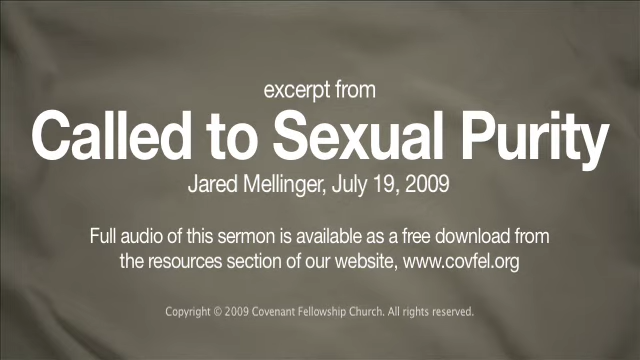 excerpt from
Called to Sexual Purity
Jared Mellinger, July 19, 2009
Full audio of this sermon is available as a free download from
the resources section of our website, www.covfel.org
Copyright © 2009 Covenant Fellowship Church. All rights reserved.